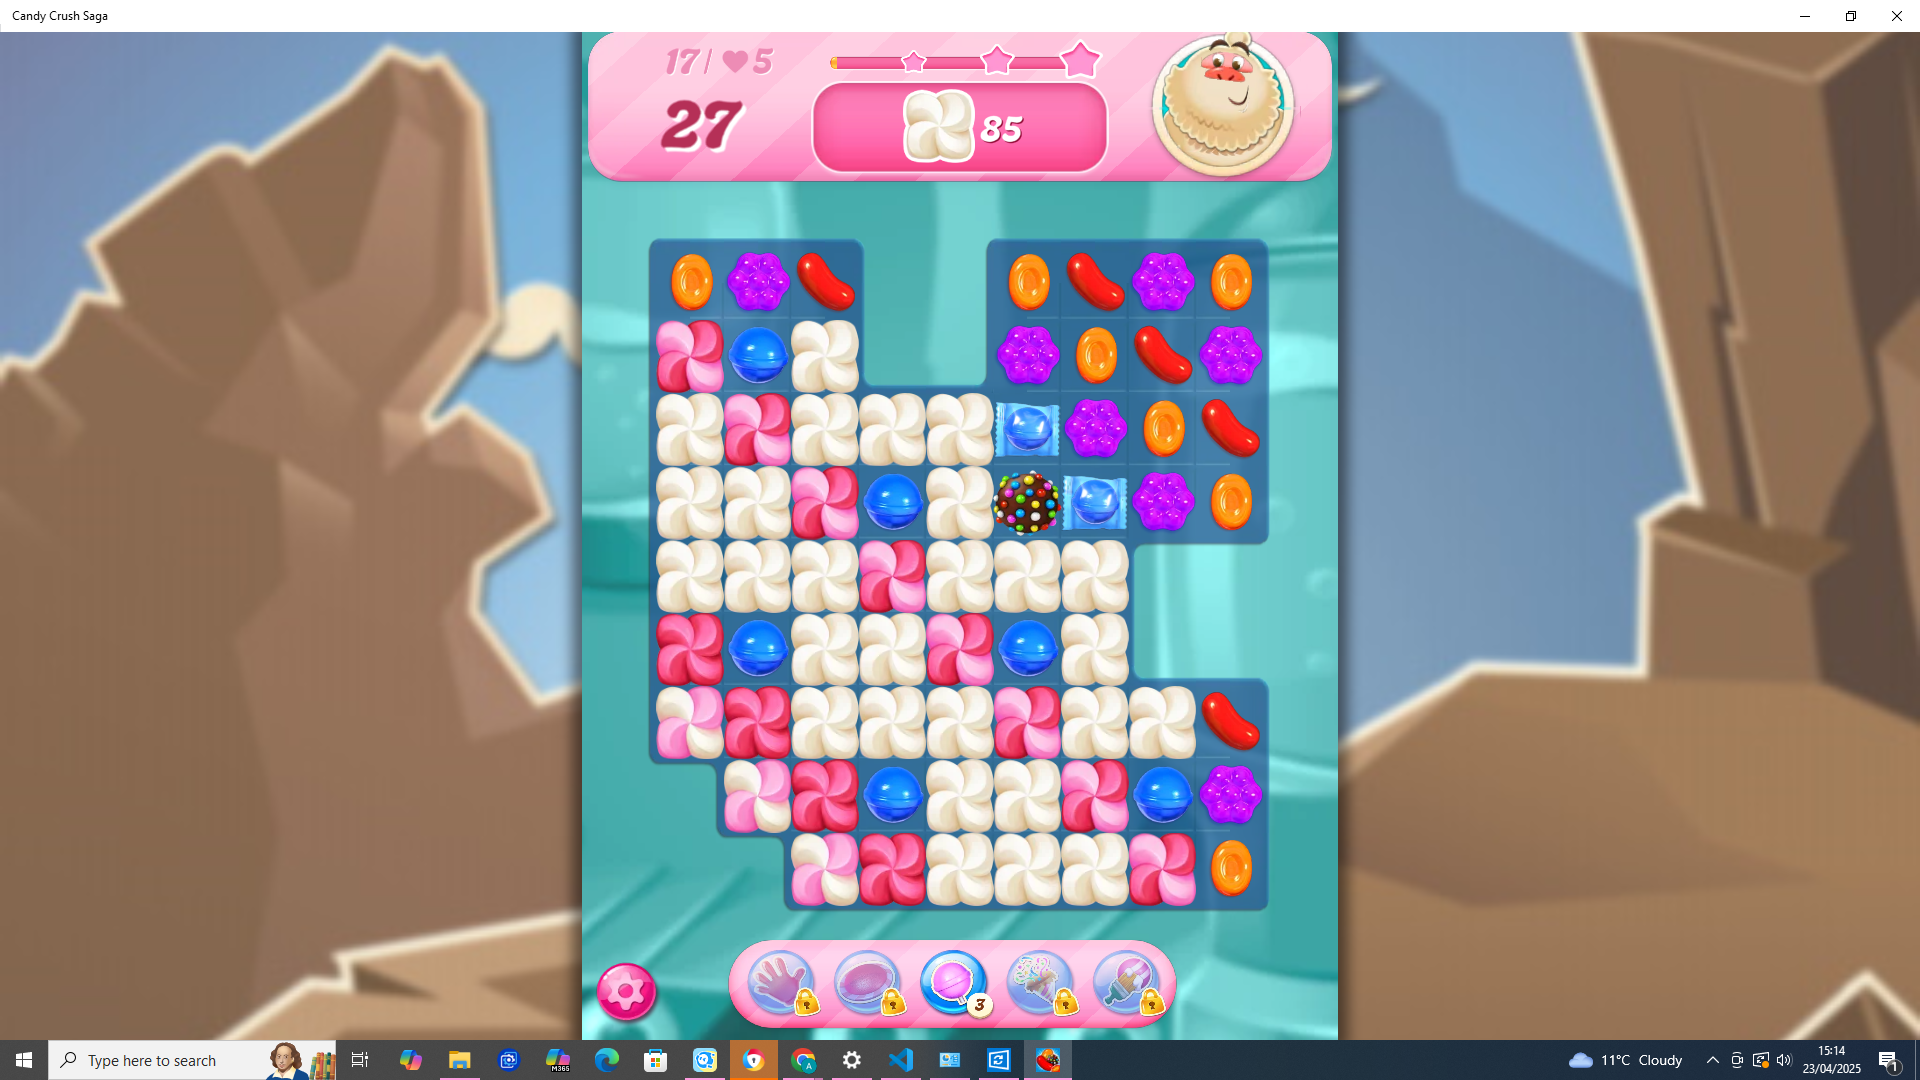 Candy Crush Saga
17/ 5
27
85
3
Type here to search
M365
A
11°C Cloudy
15:14
23/04/2025
1